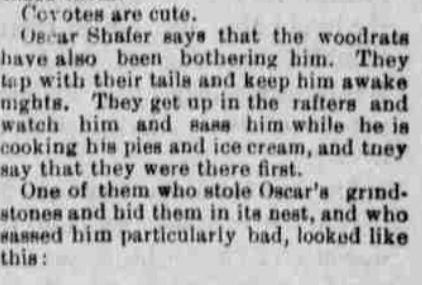 Coyotes are cute.
Oscar Shafer says that the woodrats
have also been bothering him. They
tap with their tails and keep him awake
nights. They get up in the rafters and
watch him and sass him while he is
cooking his pies and ice cream, and tney
say that they were there first.
One of them who stole Oscar's grind-
stones and hid them in its nest, and who
sassed him particularly bad, looked like
this: